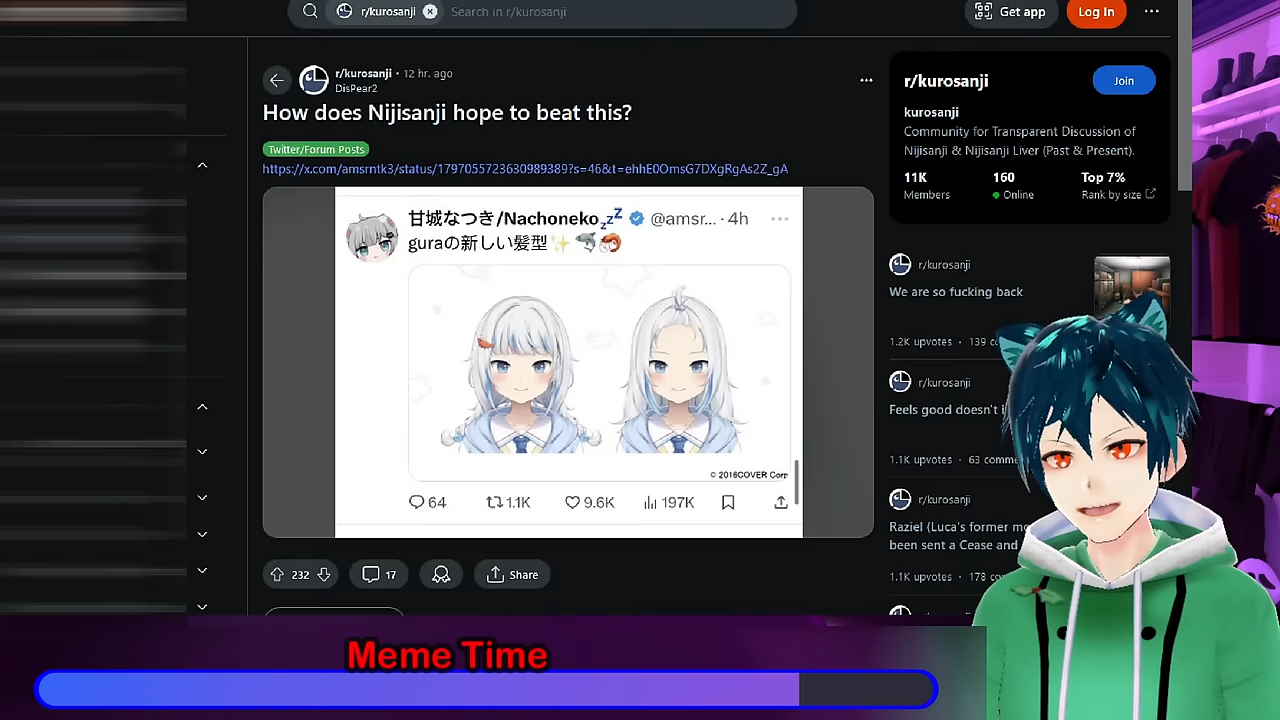 r/kurosanji
Search in r/kurosanji
Get app
Log In
r/kurosanji • 12 hr. ago
DisPear2
How does Nijisanji hope to beat this?
Twitter/Forum Posts
https://x.com/amsrntk3/status/1797055723630989389?s=46&t=ehhE0OmsG7DXgRgAs2Z_gA
甘城なつき/Nachoneko💤 @amsr... · 4h
guraの新しい髪型✨🦈🍤
© 2016COVER Corp
64
1.1K
9.6K
197K
232
17
Share
r/kurosanji
Join
kurosanji
Community for Transparent Discussion of
Nijisanji & Nijisanji Liver (Past & Present).
11K 160 Top 7%
Members Online Rank by size
r/kurosanji
We are so fucking back
1.2K upvotes · 139
r/kurosanji
Feels good doesn't
1.1K upvotes · 63
r/kurosanji
Raziel (Luca's former
been sent a Cease and
1.1K upvotes · 178
Meme Time